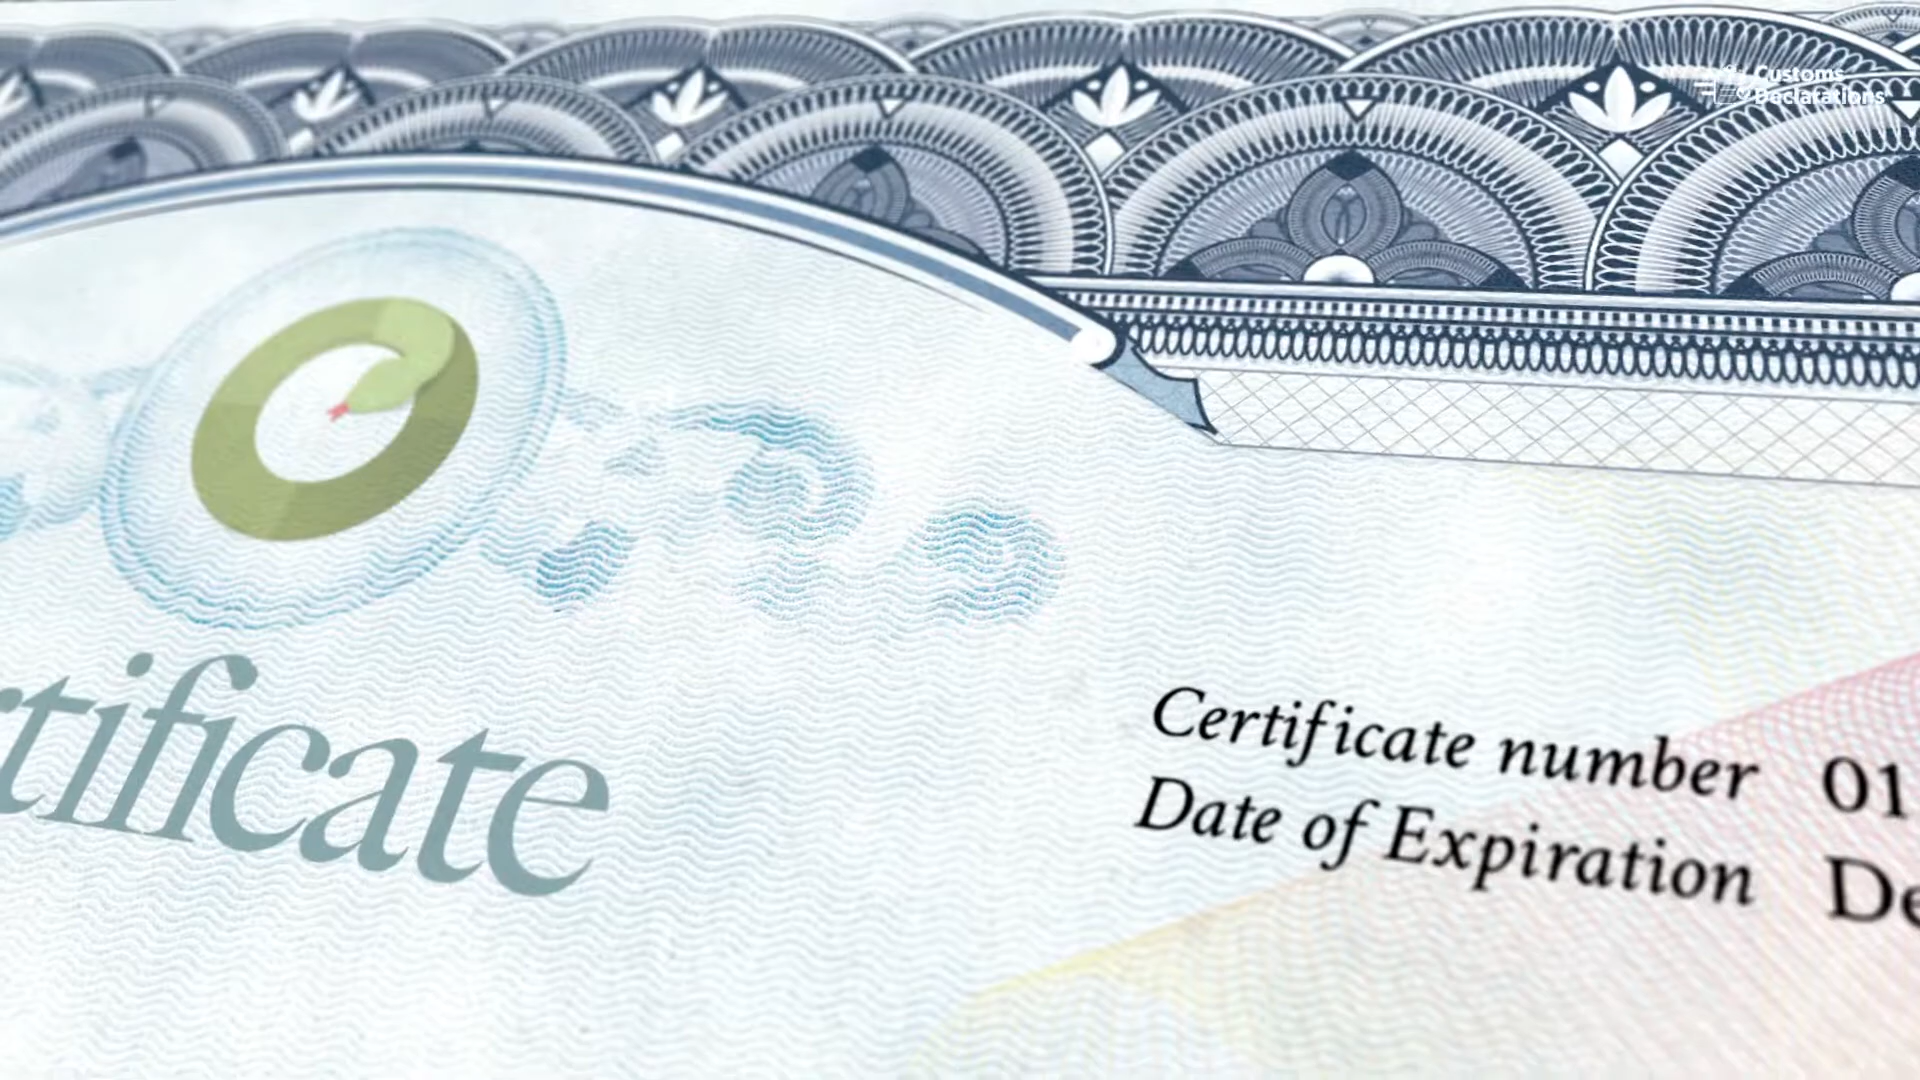 Customs
Declarations
rtificate
Certificate number 01
Date of Expiration De